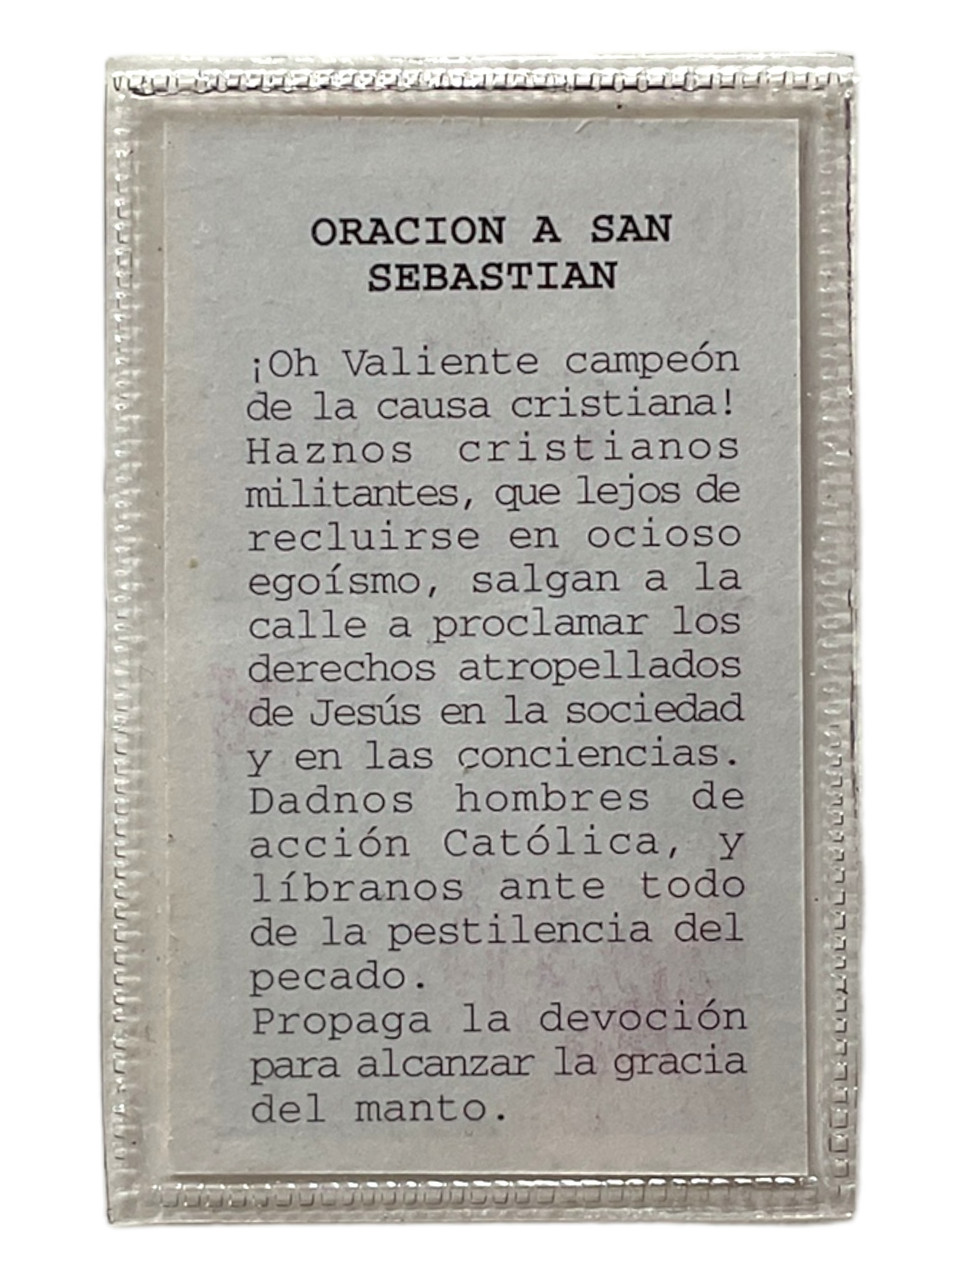 ORACION A SAN
SEBASTIAN
¡Oh Valiente campeón
de la causa cristiana!
Haznos cristianos
militantes, que lejos de
recluirse en ocioso
egoísmo, salgan a la
calle a proclamar los
derechos atropellados
de Jesús en la sociedad
y en las conciencias.
Dadnos hombres de
acción Católica, y
líbranos ante todo
de la pestilencia del
pecado.
Propaga la devoción
para alcanzar la gracia
del manto.